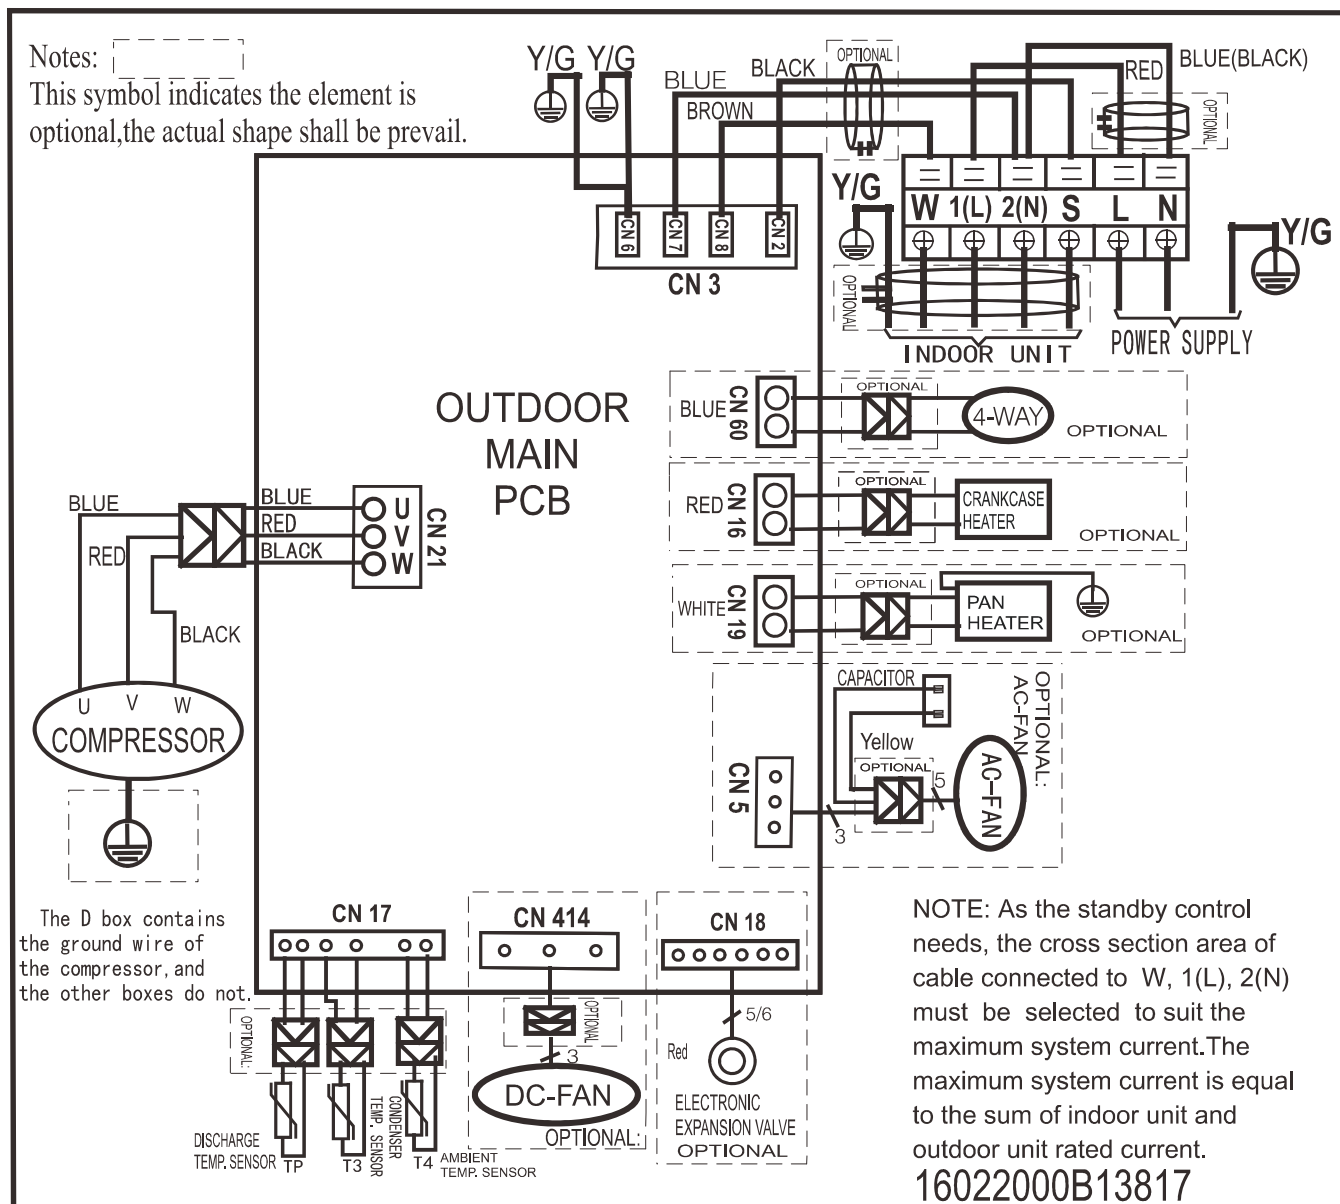 Notes:
This symbol indicates the element is
optional,the actual shape shall be prevail.
Y/G Y/G
BLUE
BLACK
BROWN
OPTIONAL
RED
BLUE(BLACK)
OPTIONAL
Y/G
W 1(L) 2(N) S L N
Y/G
OPTIONAL
INDOOR UNIT
POWER SUPPLY
CN 6
CN 7
CN 8
CN 2
CN 3
OUTDOOR
MAIN
PCB
BLUE
CN 60
OPTIONAL
4-WAY
OPTIONAL
RED
CN 16
OPTIONAL
CRANKCASE
HEATER
OPTIONAL
WHITE
CN 19
OPTIONAL
PAN
HEATER
OPTIONAL
BLUE
RED
BLACK
BLUE
RED
BLACK
U
V
W
CN 21
U V W
COMPRESSOR
CAPACITOR
Yellow
OPTIONAL
5
AC-FAN
OPTIONAL:
AC-FAN
CN 5
3
The D box contains
the ground wire of
the compressor,and
the other boxes do not.
CN 17
OPTIONAL:
DISCHARGE
TEMP. SENSOR
TP
T3
CONDENSER
TEMP. SENSOR
T4
AMBIENT
TEMP. SENSOR
CN 414
OPTIONAL
3
DC-FAN
OPTIONAL:
CN 18
5/6
Red
ELECTRONIC
EXPANSION VALVE
OPTIONAL
NOTE: As the standby control
needs, the cross section area of
cable connected to W, 1(L), 2(N)
must be selected to suit the
maximum system current.The
maximum system current is equal
to the sum of indoor unit and
outdoor unit rated current.
16022000B13817